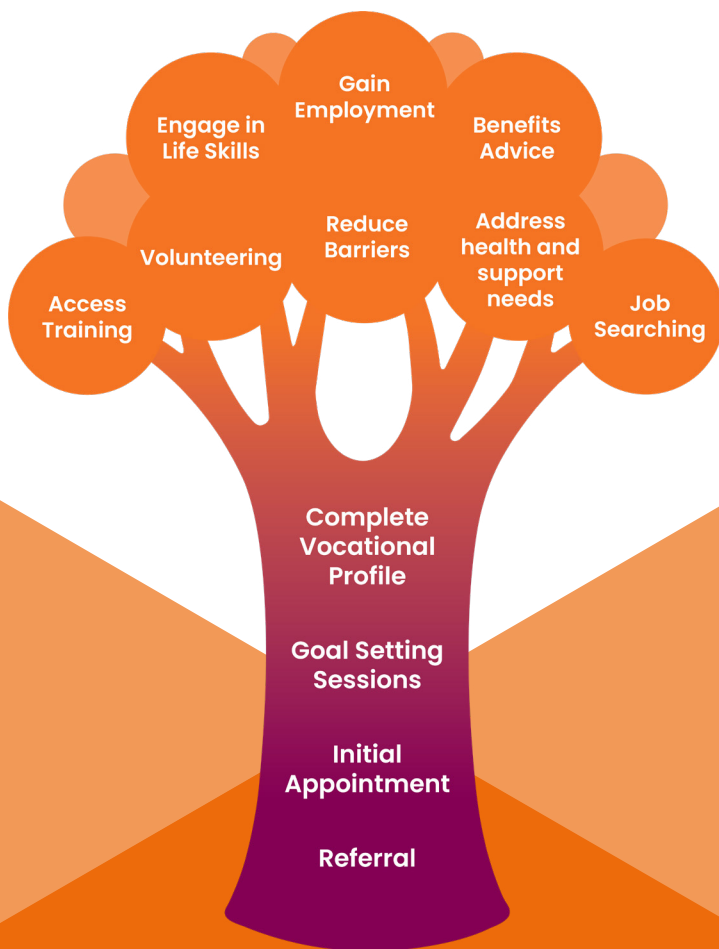 Gain
Employment
Engage in
Life Skills
Benefits
Advice
Volunteering
Reduce
Barriers
Address
health and
support
needs
Access
Training
Job
Searching
Complete
Vocational
Profile
Goal Setting
Sessions
Initial
Appointment
Referral